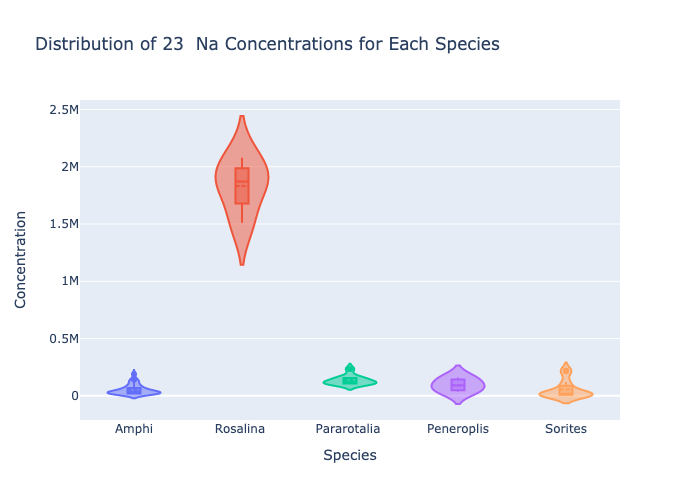 Distribution of 23  Na Concentrations for Each Species
Concentration
2.5M
2M
1.5M
1M
0.5M
0
Amphi
Rosalina
Pararotalia
Peneroplis
Sorites
Species